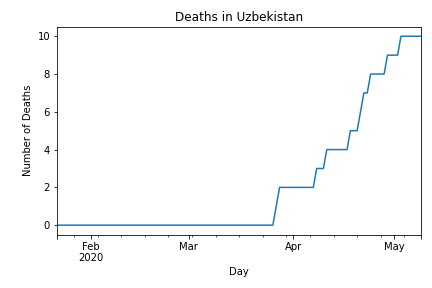 Deaths in Uzbekistan
10
8
6
4
2
0
Number of Deaths
Feb
2020
Mar
Apr
May
Day